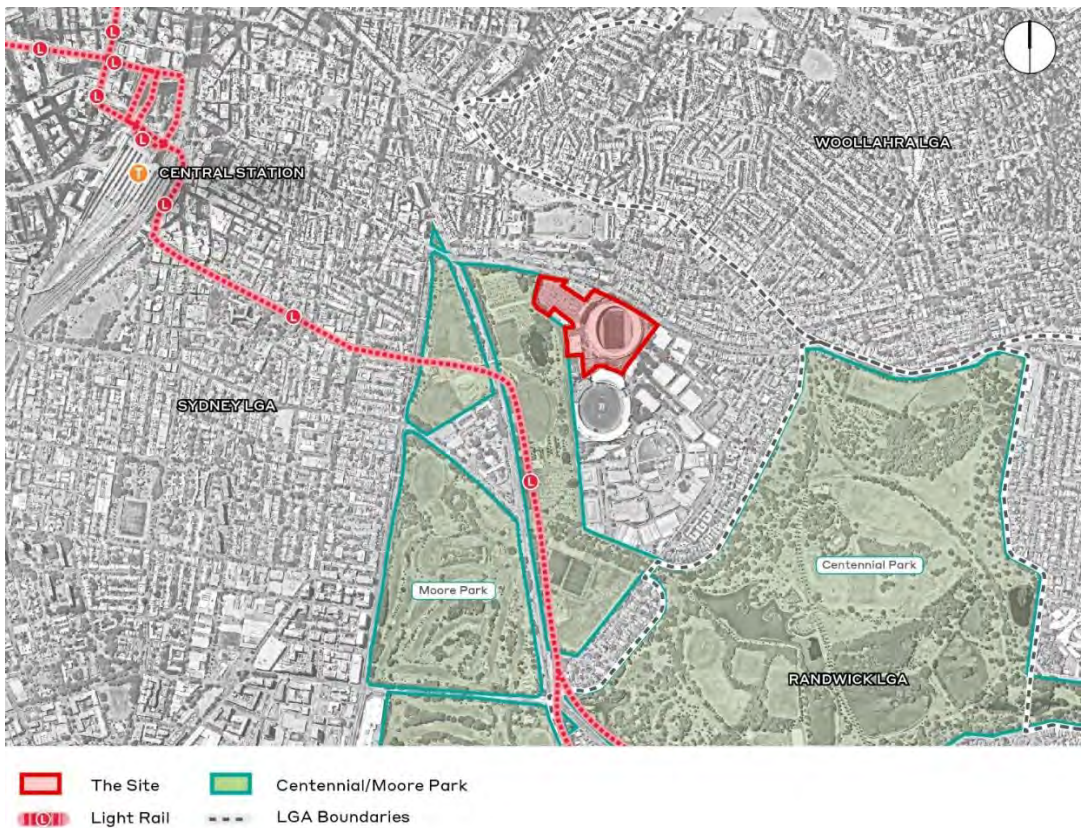 L
L
L
L
WOOLLAHRA LGA
L
T
CENTRAL STATION
L
L
SYDNEY LGA
L
Centennial Park
Moore Park
RANDWICK LGA
The Site
Centennial/Moore Park
L
Light Rail
LGA Boundaries